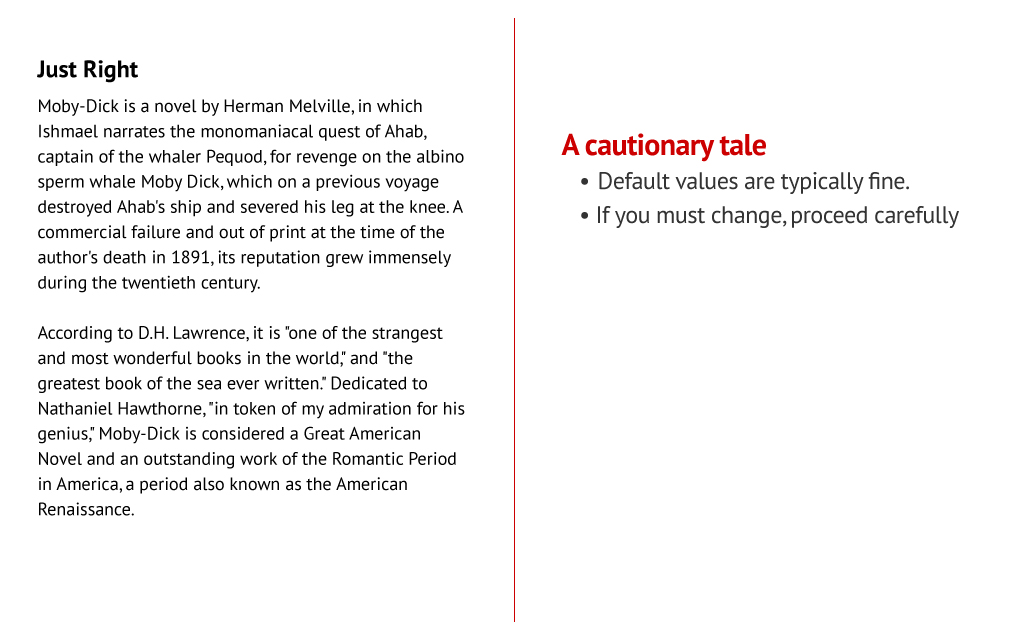 Just Right
Moby-Dick is a novel by Herman Melville, in which
Ishmael narrates the monomaniacal quest of Ahab,
captain of the whaler Pequod, for revenge on the albino
sperm whale Moby Dick, which on a previous voyage
destroyed Ahab's ship and severed his leg at the knee. A
commercial failure and out of print at the time of the
author's death in 1891, its reputation grew immensely
during the twentieth century.
According to D.H. Lawrence, it is "one of the strangest
and most wonderful books in the world," and "the
greatest book of the sea ever written." Dedicated to
Nathaniel Hawthorne, "in token of my admiration for his
genius," Moby-Dick is considered a Great American
Novel and an outstanding work of the Romantic Period
in America, a period also known as the American
Renaissance.
A cautionary tale
• Default values are typically fine.
• If you must change, proceed carefully